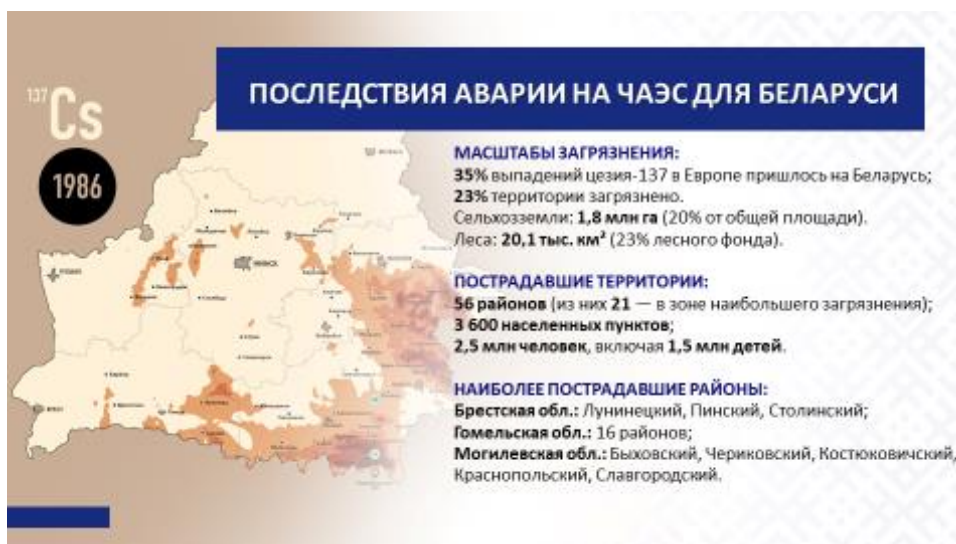 ПОСЛЕДСТВИЯ АВАРИИ НА ЧАЭС ДЛЯ БЕЛАРУСИ
137
Cs
1986
МАСШТАБЫ ЗАГРЯЗНЕНИЯ:
35% выпадений цезия-137 в Европе пришлось на Беларусь;
23% территории загрязнено.
Сельхозземли: 1,8 млн га (20% от общей площади).
Леса: 20,1 тыс. км² (23% лесного фонда).
ПОСТРАДАВШИЕ ТЕРРИТОРИИ:
56 районов (из них 21 — в зоне наибольшего загрязнения);
3 600 населенных пунктов;
2,5 млн человек, включая 1,5 млн детей.
НАИБОЛЕЕ ПОСТРАДАВШИЕ РАЙОНЫ:
Брестская обл.: Лунинецкий, Пинский, Столинский;
Гомельская обл.: 16 районов;
Могилевская обл.: Быховский, Чериковский, Костюковичский,
Краснопольский, Славгородский.
МИНСК